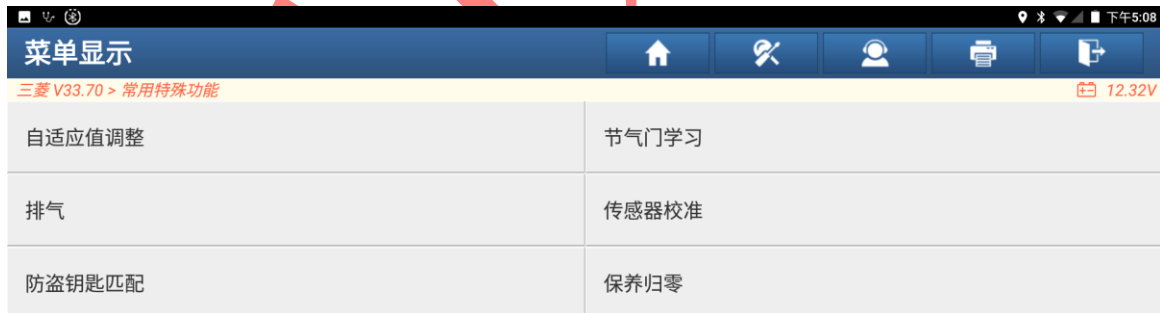 下午5:08
菜单显示
三菱 V33.70 > 常用特殊功能 12.32V
自适应值调整 节气门学习
排气 传感器校准
防盗钥匙匹配 保养归零